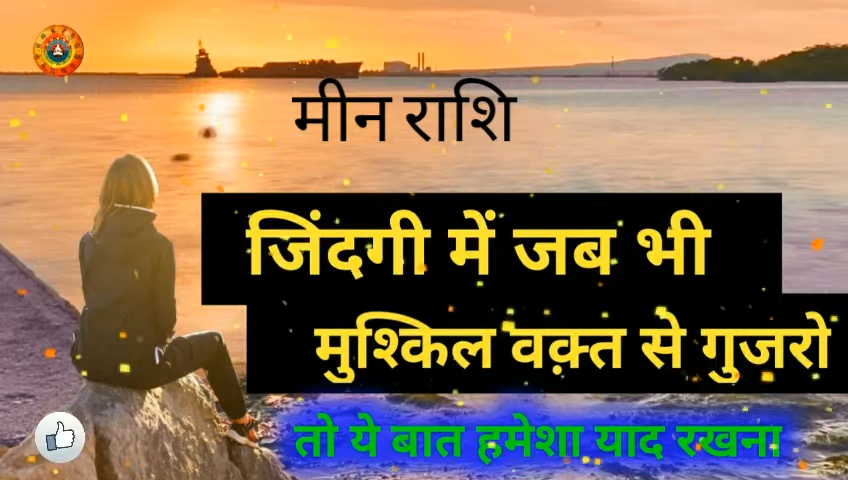 मीन राशि
जिंदगी में जब भी
मुश्किल वक़्त से गुजरो
तो ये बात हमेशा याद रखना